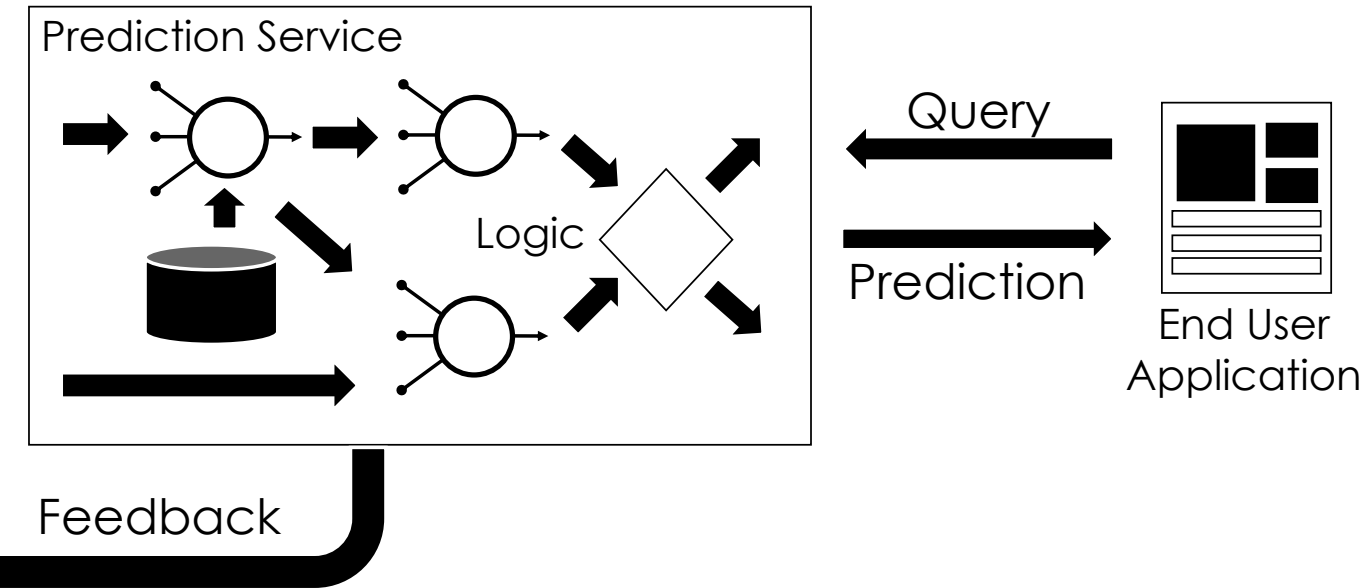 Prediction Service
Query
Logic
Prediction
End User
Application
Feedback